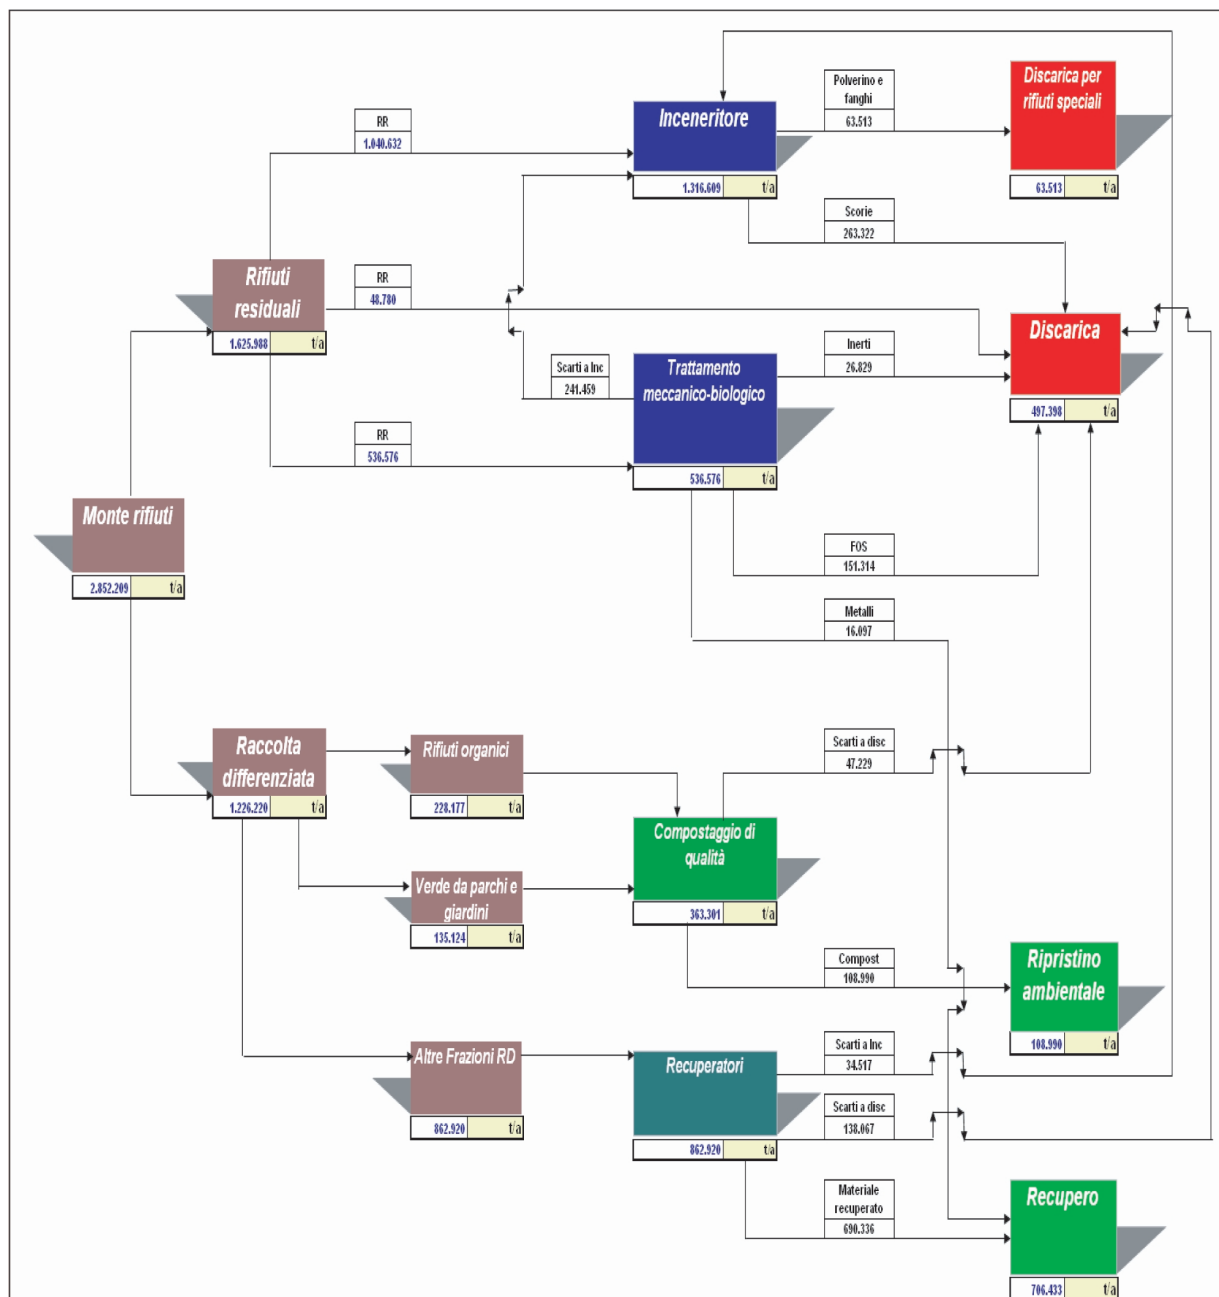 Polverino e
fanghi
63.513
Discarica per
rifiuti speciali
63.513 t/a
RR
1.040.632
Inceneritore
1.316.609 t/a
Scorie
263.322
Rifiuti
residuali
1.625.988 t/a
RR
48.780
Discarica
497.398 t/a
Inerti
26.829
Scarti a Inc
241.459
Trattamento
meccanico-biologico
536.576 t/a
RR
536.576
Monte rifiuti
2.852.209 t/a
FOS
151.314
Metalli
16.097
Raccolta
differenziata
1.226.220 t/a
Rifiuti organici
228.177 t/a
Scarti a disc
47.229
Compostaggio di
qualità
363.301 t/a
Verde da parchi e
giardini
135.124 t/a
Compost
108.990
Ripristino
ambientale
108.990 t/a
Altre Frazioni RD
862.920 t/a
Recuperatori
862.920 t/a
Scarti a Inc
34.517
Scarti a disc
138.067
Materiale
recuperato
690.336
Recupero
706.433 t/a